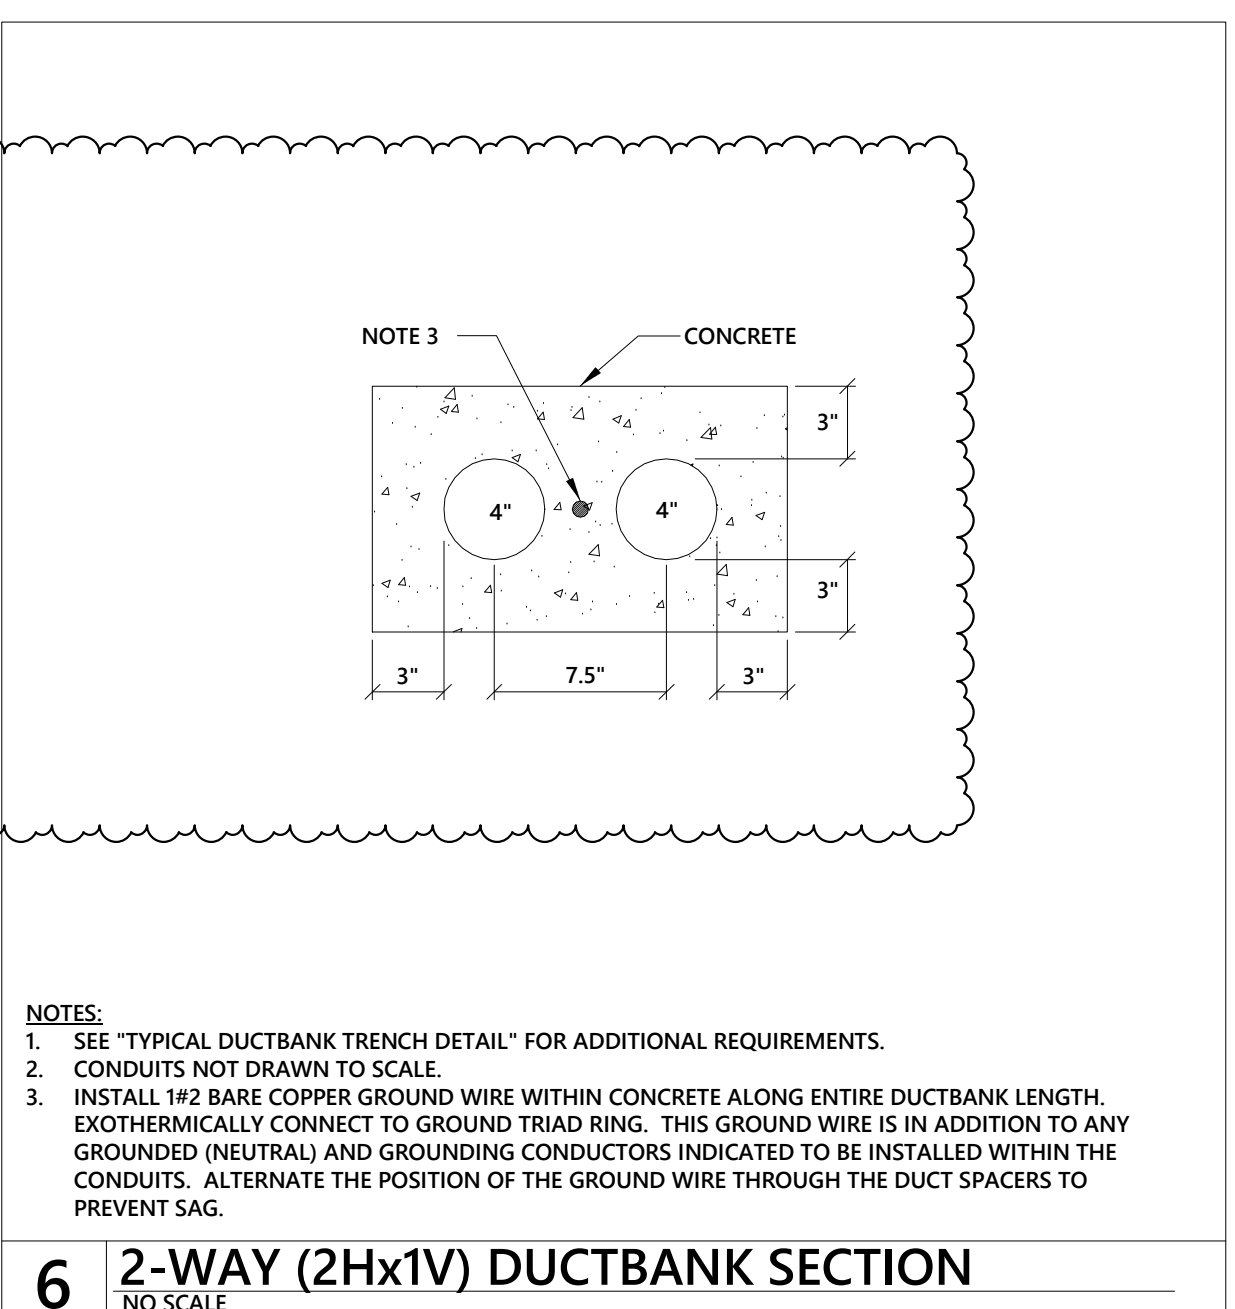 NOTE 3
CONCRETE
3"
4"
4"
3"
3"
7.5"
3"
NOTES:
1. SEE "TYPICAL DUCTBANK TRENCH DETAIL" FOR ADDITIONAL REQUIREMENTS.
2. CONDUITS NOT DRAWN TO SCALE.
3. INSTALL 1#2 BARE COPPER GROUND WIRE WITHIN CONCRETE ALONG ENTIRE DUCTBANK LENGTH.
EXOTHERMICALLY CONNECT TO GROUND TRIAD RING. THIS GROUND WIRE IS IN ADDITION TO ANY
GROUNDED (NEUTRAL) AND GROUNDING CONDUCTORS INDICATED TO BE INSTALLED WITHIN THE
CONDUITS. ALTERNATE THE POSITION OF THE GROUND WIRE THROUGH THE DUCT SPACERS TO
PREVENT SAG.
6
2-WAY (2Hx1V) DUCTBANK SECTION
NO SCALE